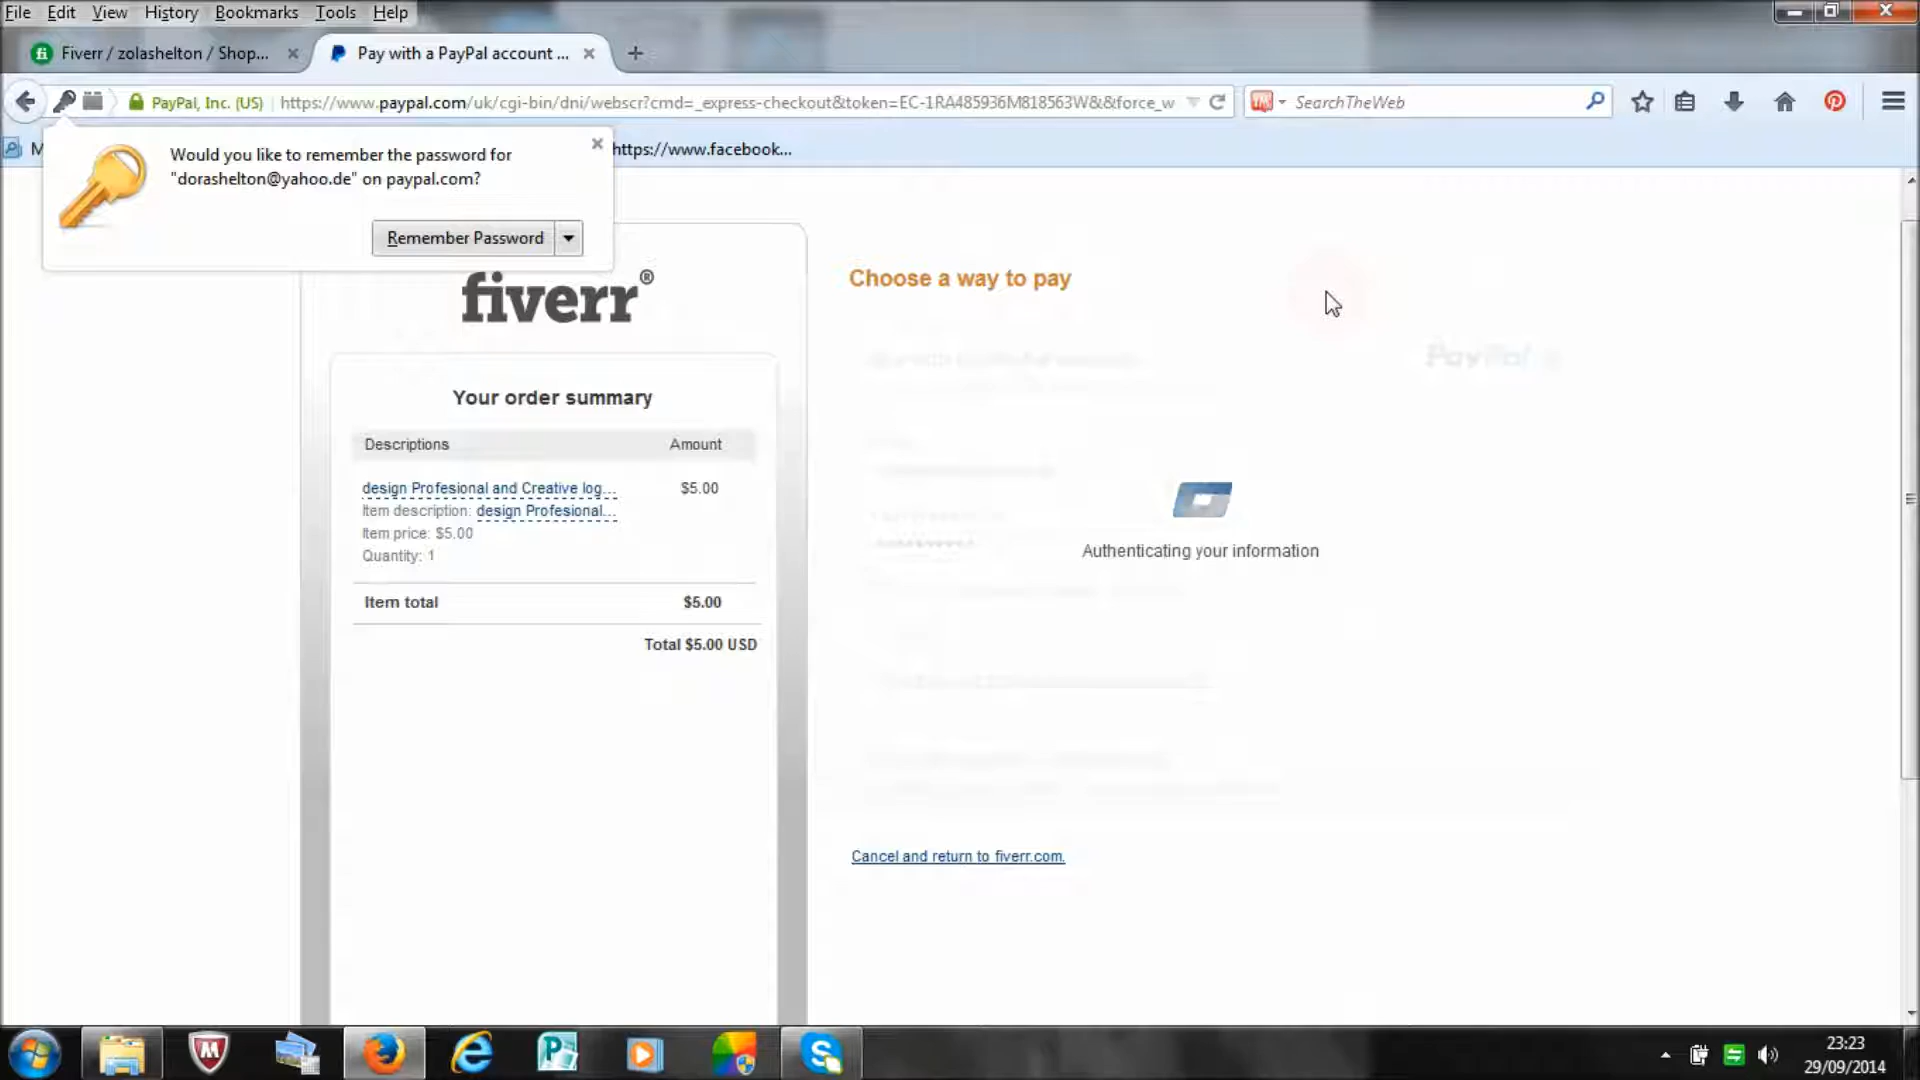 File Edit View History Bookmarks Tools Help
Fiverr / zolashelton / Shop...
Pay with a PayPal account ...
PayPal, Inc. (US)
https://www.paypal.com/uk/cgi-bin/dni/webscr?cmd=_express-checkout&token=EC-1RA485936M818563W&&force_w
SearchTheWeb
M
https://www.facebook...
Would you like to remember the password for
"dorashelton@yahoo.de" on paypal.com?
Remember Password
fiverr®
Choose a way to pay
PayPal
Your order summary
Descriptions Amount
design Profesional and Creative log... $5.00
Item description: design Profesional...
Item price: $5.00
Quantity: 1
Authenticating your information
Item total $5.00
Total $5.00 USD
Cancel and return to fiverr.com.
23:23
29/09/2014